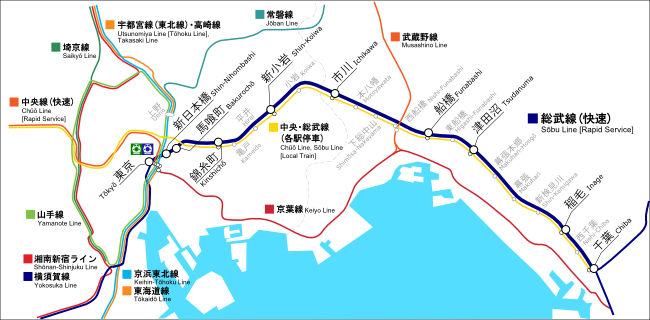 宇都宮線(東北線)・高崎線
Utsunomiya Line [Tōhoku Line],
Takasaki Line
常磐線
Jōban Line
埼京線
Saikyō Line
中央線(快速)
Chūō Line
[Rapid Service]
武蔵野線
Musashino Line
上野
Ueno
東京
Tōkyō
新日本橋 Shin-Nihombashi
馬喰町 Bakurochō
錦糸町
Kinshichō
亀戸
Kameido
平井
Hirai
新小岩 Shin-Koiwa
小岩 Koiwa
市川 Ichikawa
本八幡
Motoyawata
下総中山
Shimōsa-Nakayama
西船橋 Nishi-Funabashi
船橋 Funabashi
東船橋
Higashi-Funabashi
津田沼 Tsudanuma
幕張本郷
Makuhari-Hongō
幕張
Makuhari
新検見川
Shin-Kemigawa
稲毛 Inage
西千葉
Nishi-Chiba
千葉 Chiba
総武線(快速)
Sōbu Line [Rapid Service]
中央・総武線
(各駅停車)
Chūō Line, Sōbu Line
[Local Train]
京葉線 Keiyo Line
山手線
Yamanote Line
湘南新宿ライン
Shōnan-Shinjuku Line
横須賀線
Yokosuka Line
京浜東北線
Keihin-Tōhoku Line
東海道線
Tōkaidō Line